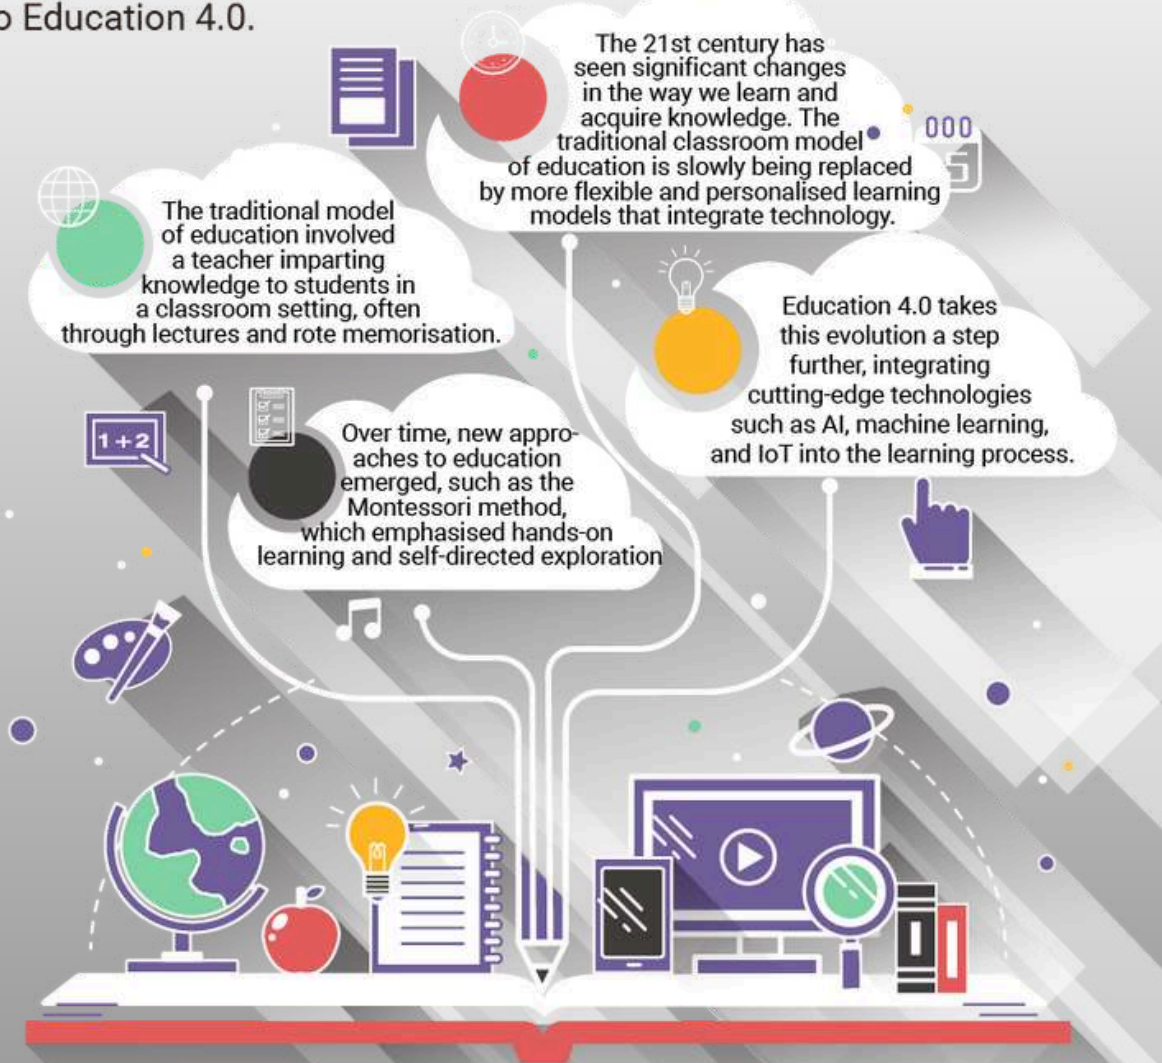 o Education 4.0.
The 21st century has
seen significant changes
in the way we learn and
acquire knowledge. The
traditional classroom model
of education is slowly being replaced
by more flexible and personalised learning
models that integrate technology.
000
5
The traditional model
of education involved
a teacher imparting
knowledge to students in
a classroom setting, often
through lectures and rote memorisation.
Education 4.0 takes
this evolution a step
further, integrating
cutting-edge technologies
such as AI, machine learning,
and IoT into the learning process.
1+2
Over time, new appro-
aches to education
emerged, such as the
Montessori method,
which emphasised hands-on
learning and self-directed exploration